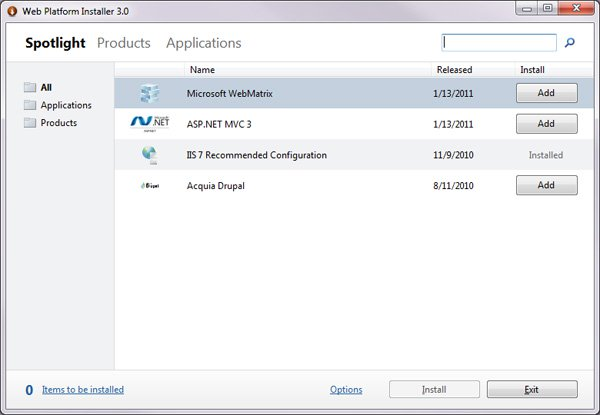 Web Platform Installer 3.0
Spotlight Products Applications
Name Released Install
All
Applications
Products
Microsoft WebMatrix 1/13/2011 Add
Microsoft .NET ASP.NET MVC 3 1/13/2011 Add
IIS 7 Recommended Configuration 11/9/2010 Installed
Acquia Drupal 8/11/2010 Add
0 Items to be installed Options Install Exit